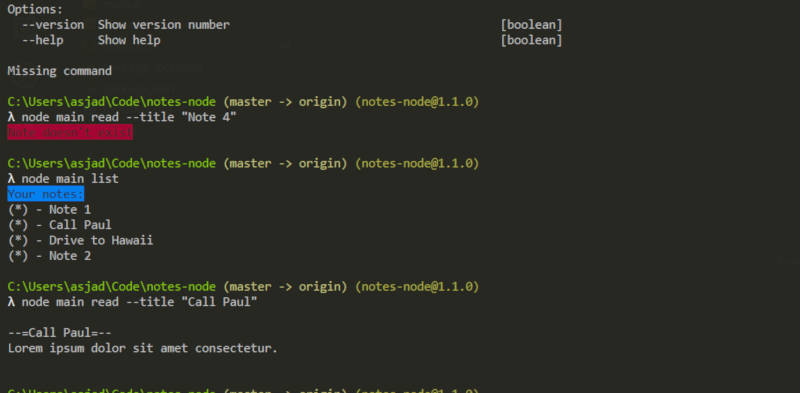 Options:
--version  Show version number                                                  [boolean]
--help     Show help                                                            [boolean]
Missing command
C:\Users\asjad\Code\notes-node (master -> origin) (notes-node@1.1.0)
λ node main read --title "Note 4"
Note doesn't exist
C:\Users\asjad\Code\notes-node (master -> origin) (notes-node@1.1.0)
λ node main list
Your notes:
(*) - Note 1
(*) - Call Paul
(*) - Drive to Hawaii
(*) - Note 2
C:\Users\asjad\Code\notes-node (master -> origin) (notes-node@1.1.0)
λ node main read --title "Call Paul"
--=Call Paul=--
Lorem ipsum dolor sit amet consectetur.
C:\Users\asjad\Code\notes-node (master -> origin) (notes-node@1.1.0)